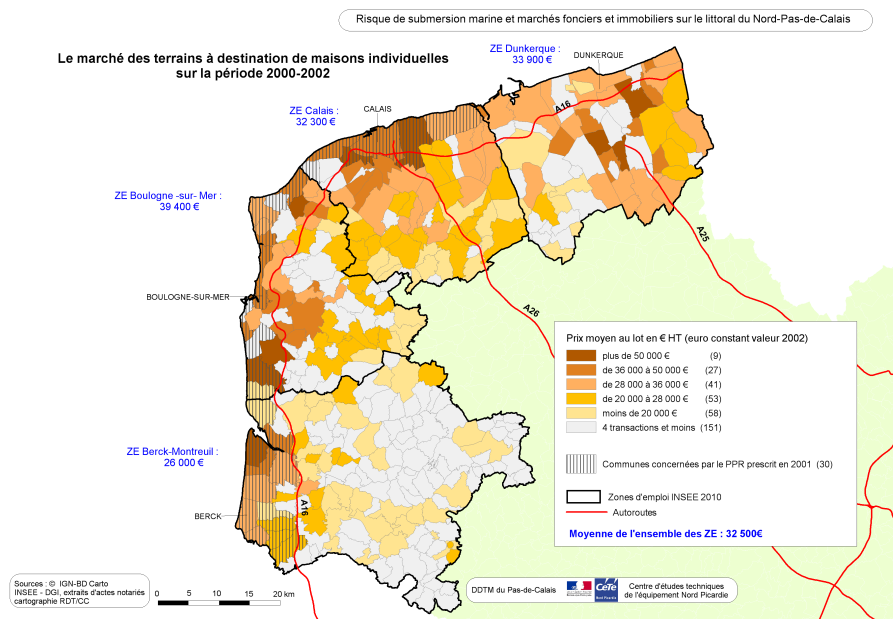 Risque de submersion marine et marchés fonciers et immobiliers sur le littoral du Nord-Pas-de-Calais
Le marché des terrains à destination de maisons individuelles
sur la période 2000-2002
ZE Dunkerque :
33 900 €
DUNKERQUE
ZE Calais :
32 300 €
CALAIS
A16
ZE Boulogne -sur- Mer :
39 400 €
A25
BOULOGNE-SUR-MER
A26
Prix moyen au lot en € HT (euro constant valeur 2002)
plus de 50 000 € (9)
de 36 000 à 50 000 € (27)
de 28 000 à 36 000 € (41)
de 20 000 à 28 000 € (53)
moins de 20 000 € (58)
4 transactions et moins (151)
Communes concernées par le PPR prescrit en 2001 (30)
Zones d'emploi INSEE 2010
Autoroutes
Moyenne de l'ensemble des ZE : 32 500€
ZE Berck-Montreuil :
26 000 €
A16
BERCK
Sources : © IGN-BD Carto
INSEE - DGI, extraits d'actes notariés
cartographie RDT/CC
0 5 10 15 20 km
DDTM du Pas-de-Calais
CETE
Nord Picardie
Centre d'études techniques
de l'équipement Nord Picardie